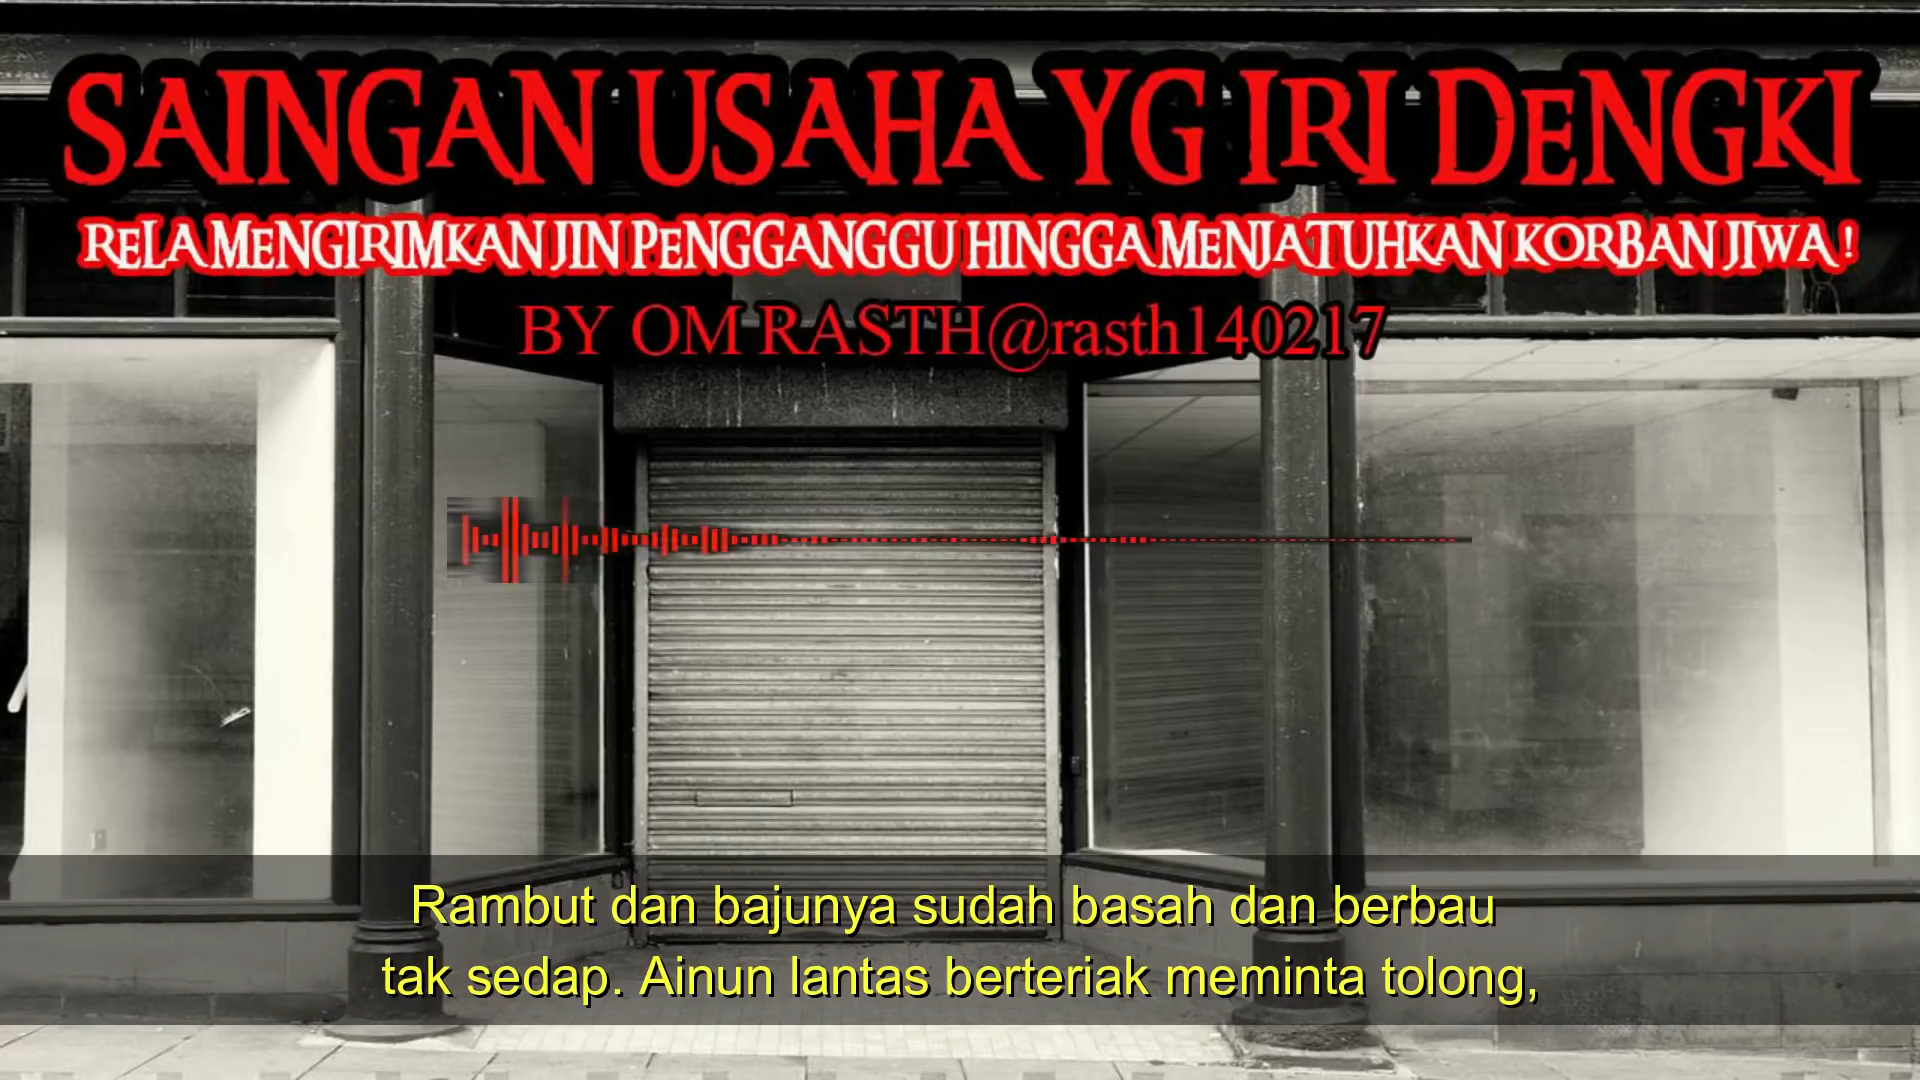 SAINGAN USAHA YG IRI DENGKI
RELA MENGIRIMKAN JIN PENGGANGGU HINGGA MENJATUHKAN KORBAN JIWA !
BY OM RASTH@rasth140217
Rambut dan bajunya sudah basah dan berbau
tak sedap. Ainun lantas berteriak meminta tolong,